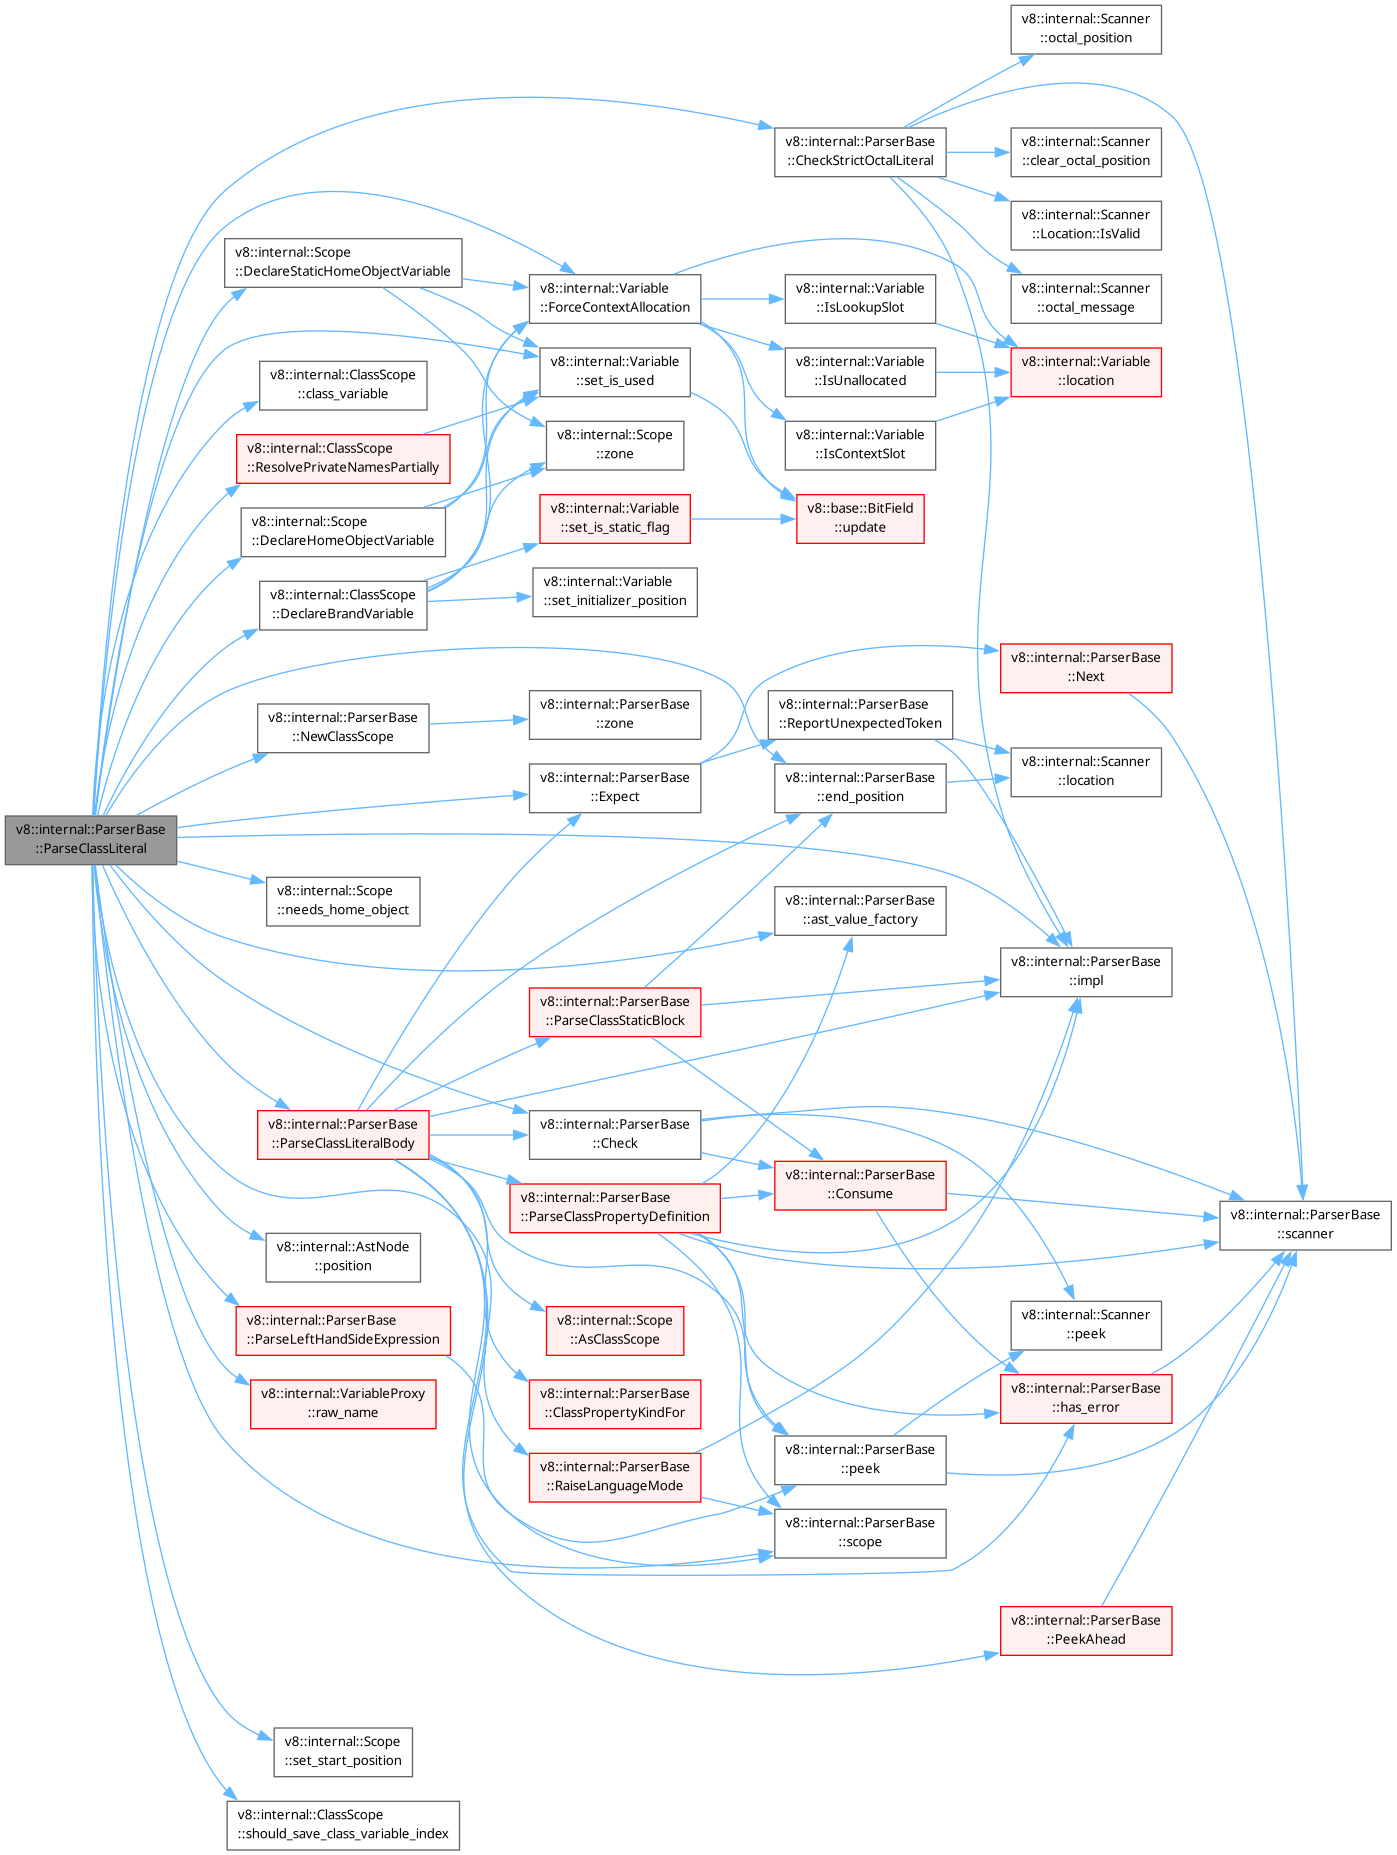 v8::internal::Scanner
::octal_position
v8::internal::ParserBase
::CheckStrictOctalLiteral
v8::internal::Scanner
::clear_octal_position
v8::internal::Scanner
::Location::IsValid
v8::internal::Scope
::DeclareStaticHomeObjectVariable
v8::internal::Variable
::ForceContextAllocation
v8::internal::Variable
::IsLookupSlot
v8::internal::Scanner
::octal_message
v8::internal::ClassScope
::class_variable
v8::internal::Variable
::set_is_used
v8::internal::Variable
::IsUnallocated
v8::internal::Variable
::location
v8::internal::ClassScope
::ResolvePrivateNamesPartially
v8::internal::Scope
::zone
v8::internal::Variable
::IsContextSlot
v8::internal::Scope
::DeclareHomeObjectVariable
v8::internal::Variable
::set_is_static_flag
v8::base::BitField
::update
v8::internal::ClassScope
::DeclareBrandVariable
v8::internal::Variable
::set_initializer_position
v8::internal::ParserBase
::Next
v8::internal::ParserBase
::NewClassScope
v8::internal::ParserBase
::zone
v8::internal::ParserBase
::ReportUnexpectedToken
v8::internal::ParserBase
::Expect
v8::internal::ParserBase
::end_position
v8::internal::Scanner
::location
v8::internal::ParserBase
::ParseClassLiteral
v8::internal::Scope
::needs_home_object
v8::internal::ParserBase
::ast_value_factory
v8::internal::ParserBase
::impl
v8::internal::ParserBase
::ParseClassStaticBlock
v8::internal::ParserBase
::ParseClassLiteralBody
v8::internal::ParserBase
::Check
v8::internal::ParserBase
::Consume
v8::internal::ParserBase
::ParseClassPropertyDefinition
v8::internal::ParserBase
::scanner
v8::internal::AstNode
::position
v8::internal::ParserBase
::ParseLeftHandSideExpression
v8::internal::Scope
::AsClassScope
v8::internal::Scanner
::peek
v8::internal::VariableProxy
::raw_name
v8::internal::ParserBase
::ClassPropertyKindFor
v8::internal::ParserBase
::has_error
v8::internal::ParserBase
::RaiseLanguageMode
v8::internal::ParserBase
::peek
v8::internal::ParserBase
::scope
v8::internal::ParserBase
::PeekAhead
v8::internal::Scope
::set_start_position
v8::internal::ClassScope
::should_save_class_variable_index